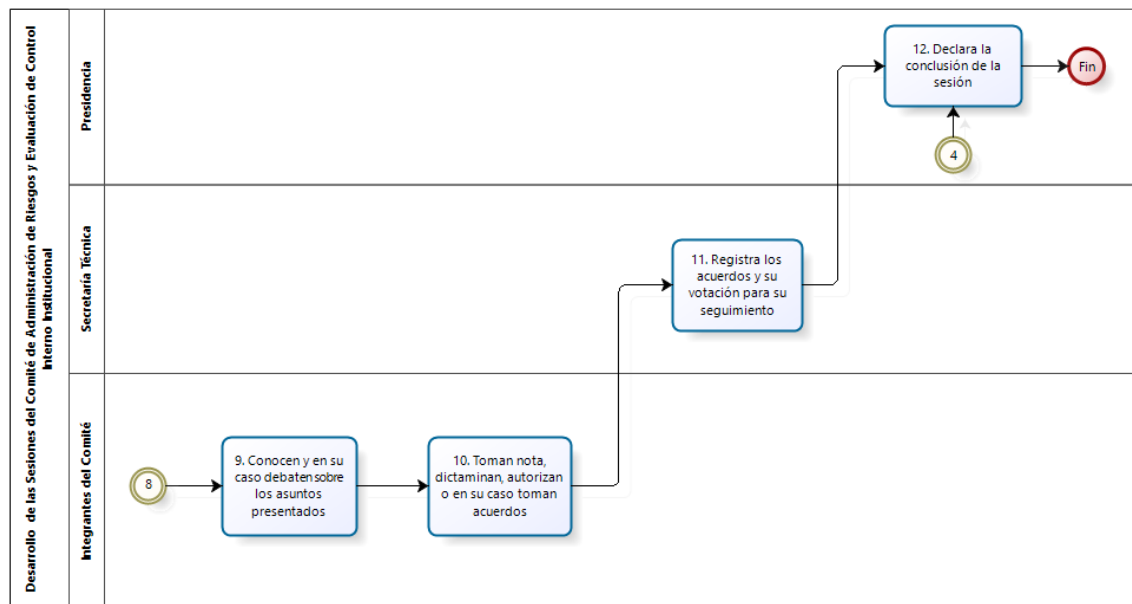 Desarrollo de las Sesiones del Comité de Administración de Riesgos y Evaluación de Control
Interno Institucional
Presidencia
12. Declara la
conclusión de la
sesión
Fin
4
Secretaría Técnica
11. Registra los
acuerdos y su
votación para su
seguimiento
Integrantes del Comité
8
9. Conocen y en su
caso debaten sobre
los asuntos
presentados
10. Toman nota,
dictaminan, autorizan
o en su caso toman
acuerdos